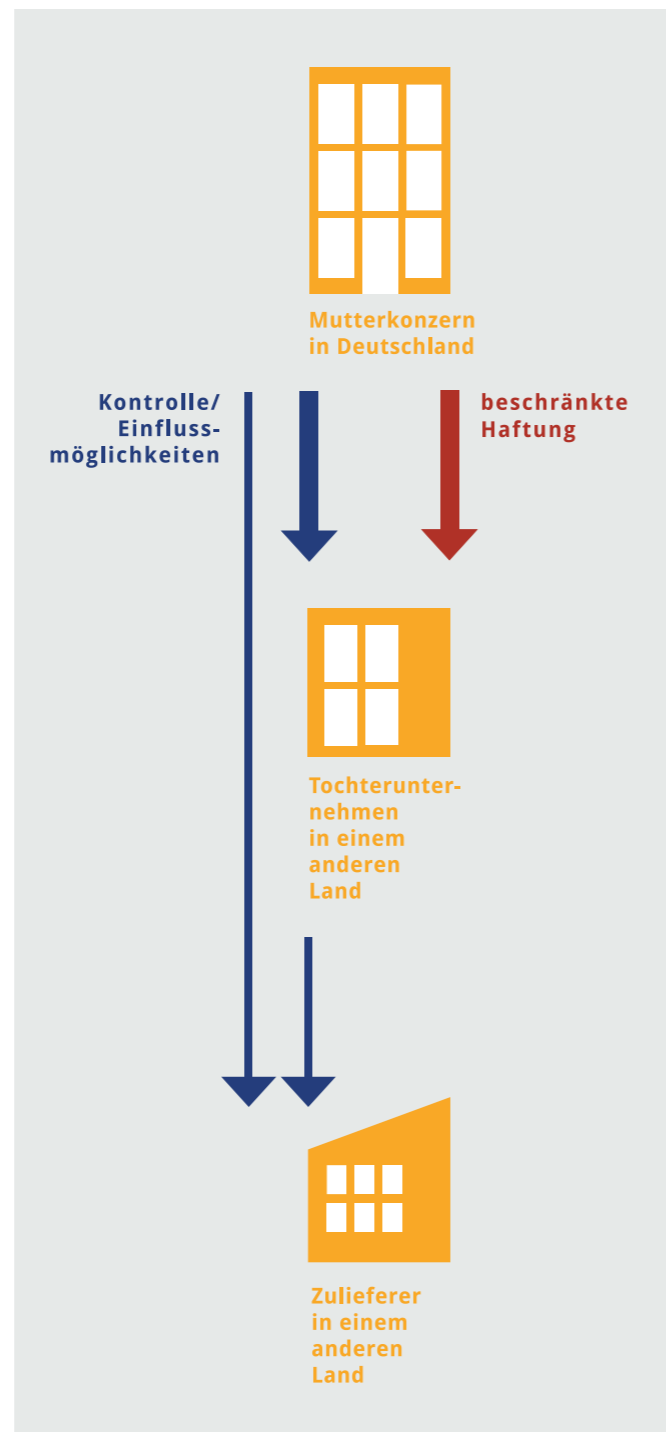 Mutterkonzern
in Deutschland
Kontrolle/
Einfluss-
möglichkeiten
beschränkte
Haftung
Tochterunter-
nehmen
in einem
anderen
Land
Zulieferer
in einem
anderen
Land